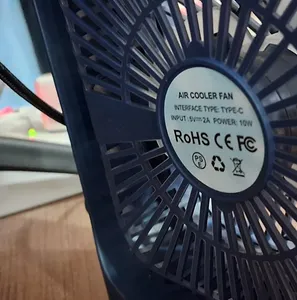 AIR COOLER FAN
INTERFACE TYPE: TYPE-C
INPUT :5V⎓2A POWER: 10W
RoHS CE FC